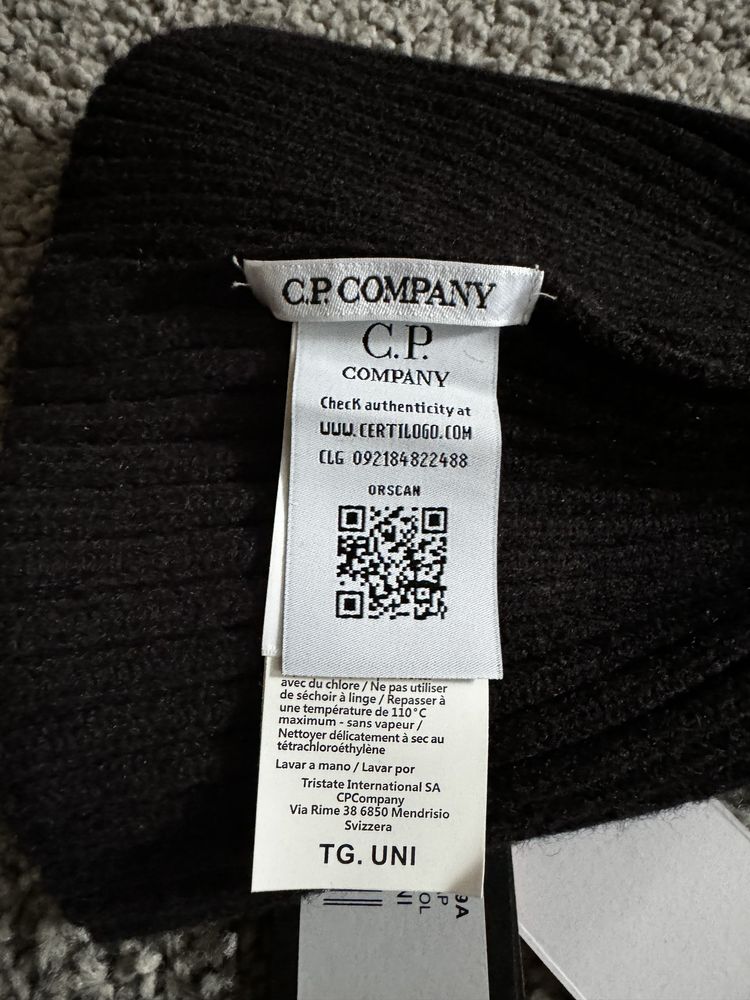 C.P. COMPANY
C.P.
COMPANY
Check authenticity at
WWW.CERTILOGO.COM
CLG 092184822488
OR SCAN
avec du chlore / Ne pas utiliser
de séchoir à linge / Repasser à
une température de 110°C
maximum - sans vapeur /
Nettoyer délicatement à sec au
tétrachloroéthylène
Lavar a mano / Lavar por
Tristate International SA
CPCompany
Via Rime 38 6850 Mendrisio
Svizzera
TG. UNI